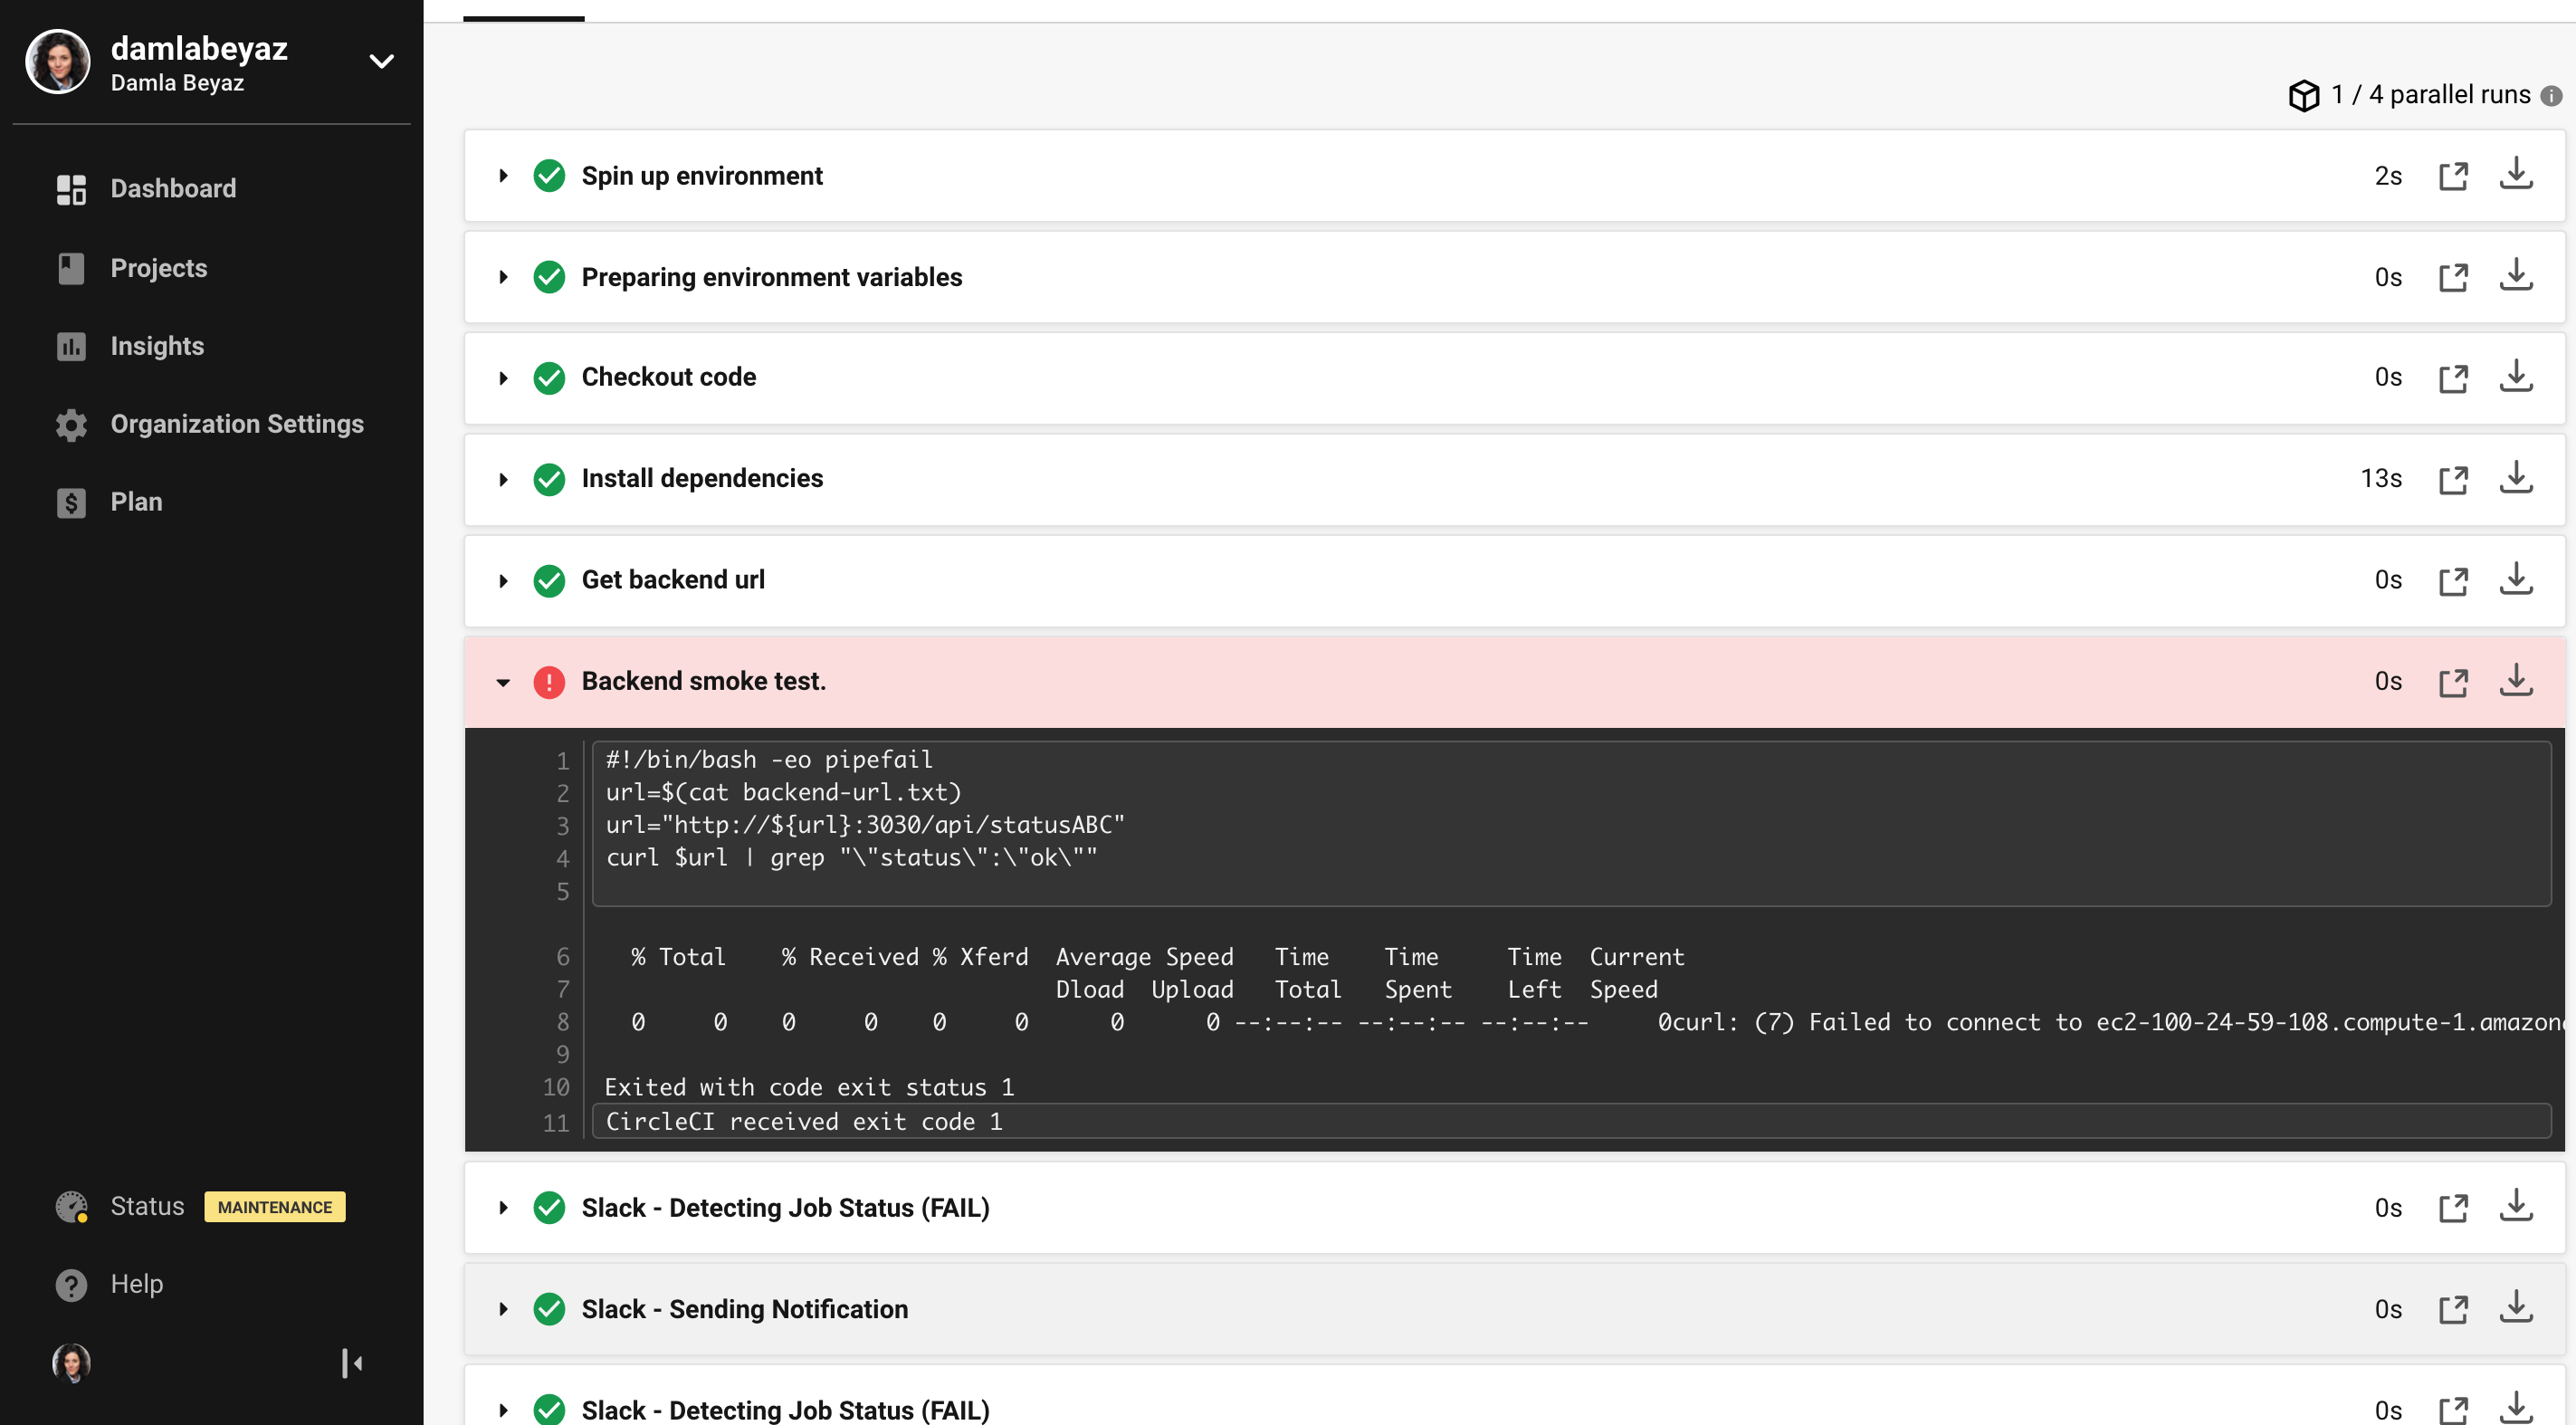 damlabeyaz
Damla Beyaz
Dashboard
Projects
Insights
Organization Settings
Plan
Status MAINTENANCE
Help
1 / 4 parallel runs
Spin up environment 2s
Preparing environment variables 0s
Checkout code 0s
Install dependencies 13s
Get backend url 0s
Backend smoke test. 0s
1 #!/bin/bash -eo pipefail
2 url=$(cat backend-url.txt)
3 url="http://${url}:3030/api/statusABC"
4 curl $url | grep "\"status\":\"ok\""
5
6 % Total % Received % Xferd Average Speed Time Time Time Current
7 Dload Upload Total Spent Left Speed
8 0 0 0 0 0 0 0 0 --:--:-- --:--:-- --:--:-- 0curl: (7) Failed to connect to ec2-100-24-59-108.compute-1.amazon
9
10 Exited with code exit status 1
11 CircleCI received exit code 1
Slack - Detecting Job Status (FAIL) 0s
Slack - Sending Notification 0s
Slack - Detecting Job Status (FAIL) 0s